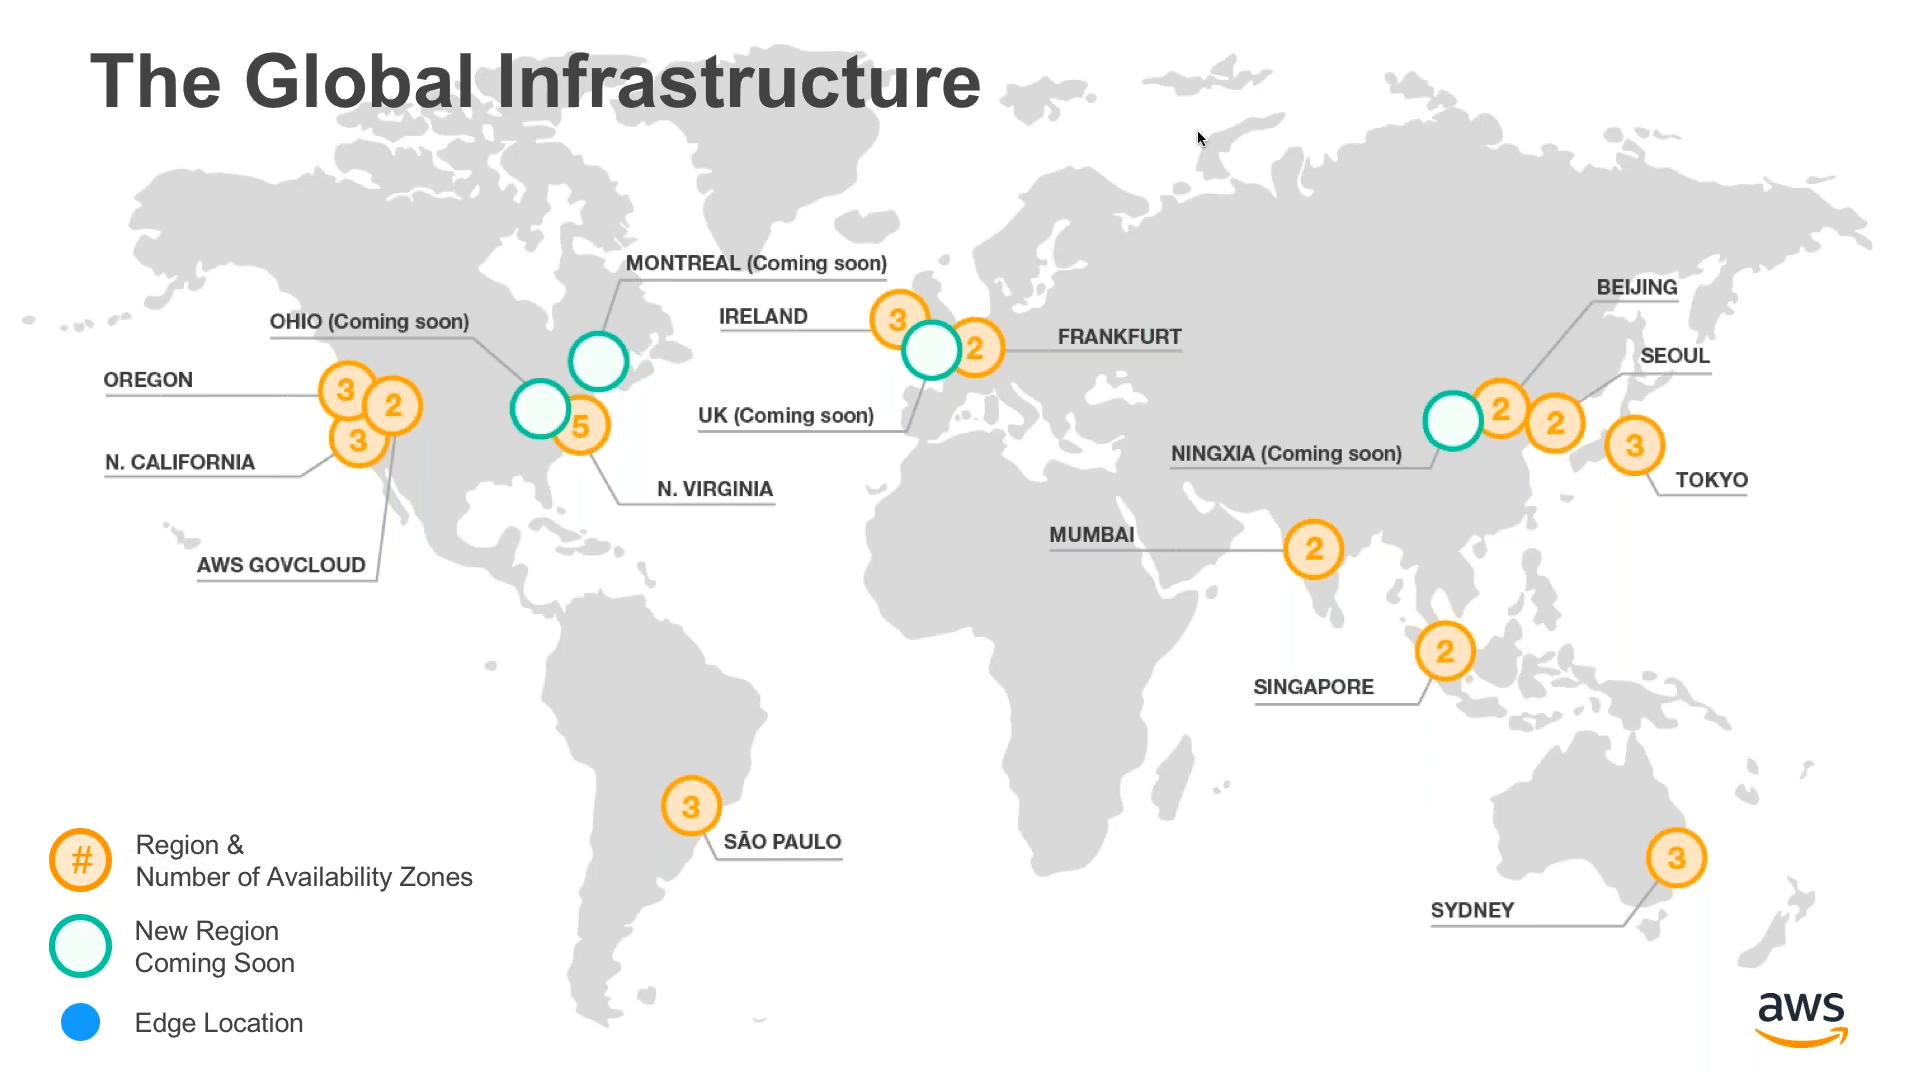 The Global Infrastructure
MONTREAL (Coming soon)
BEIJING
OHIO (Coming soon)
IRELAND
3
2
FRANKFURT
SEOUL
OREGON
3
2
3
5
UK (Coming soon)
2
2
3
N. CALIFORNIA
N. VIRGINIA
NINGXIA (Coming soon)
TOKYO
MUMBAI
2
AWS GOVCLOUD
2
SINGAPORE
3
SÃO PAULO
3
SYDNEY
#
Region &
Number of Availability Zones
New Region
Coming Soon
Edge Location
aws